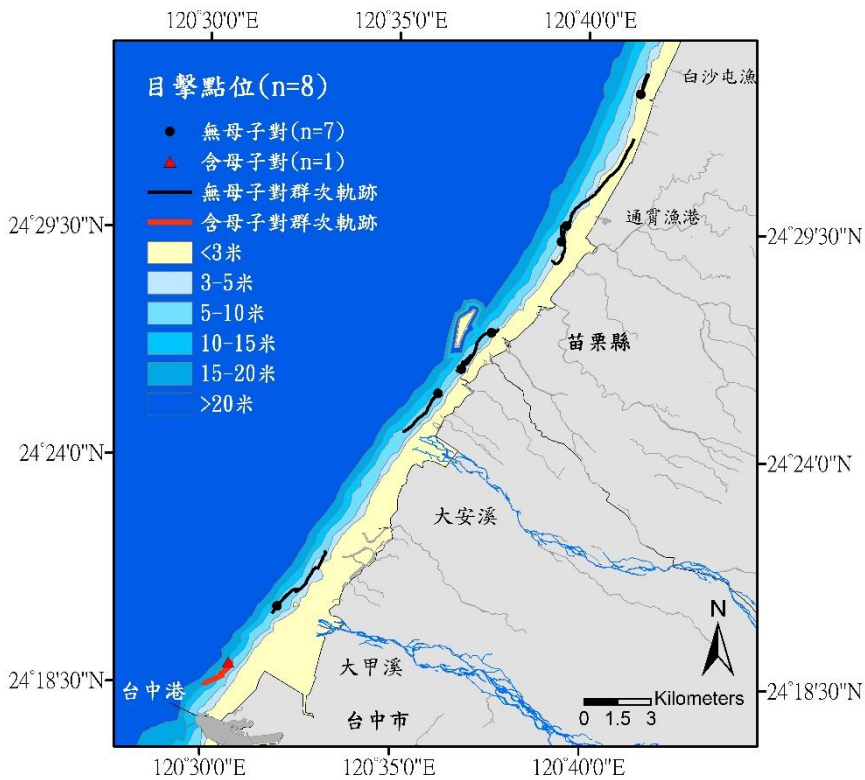 120°30'0"E
120°35'0"E
120°40'0"E
目擊點位(n=8)
無母子對(n=7)
含母子對(n=1)
無母子對群次軌跡
含母子對群次軌跡
<3米
3-5米
5-10米
10-15米
15-20米
>20米
白沙屯漁
通霄漁港
苗栗縣
大安溪
大甲溪
台中市
台中港
24°29'30"N
24°24'0"N
24°18'30"N
24°29'30"N
24°24'0"N
24°18'30"N
N
Kilometers
0 1.5 3
120°30'0"E
120°35'0"E
120°40'0"E